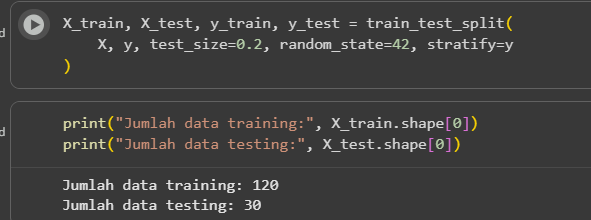 d
X_train, X_test, y_train, y_test = train_test_split(
    X, y, test_size=0.2, random_state=42, stratify=y
)
d
print("Jumlah data training:", X_train.shape[0])
print("Jumlah data testing:", X_test.shape[0])
Jumlah data training: 120
Jumlah data testing: 30